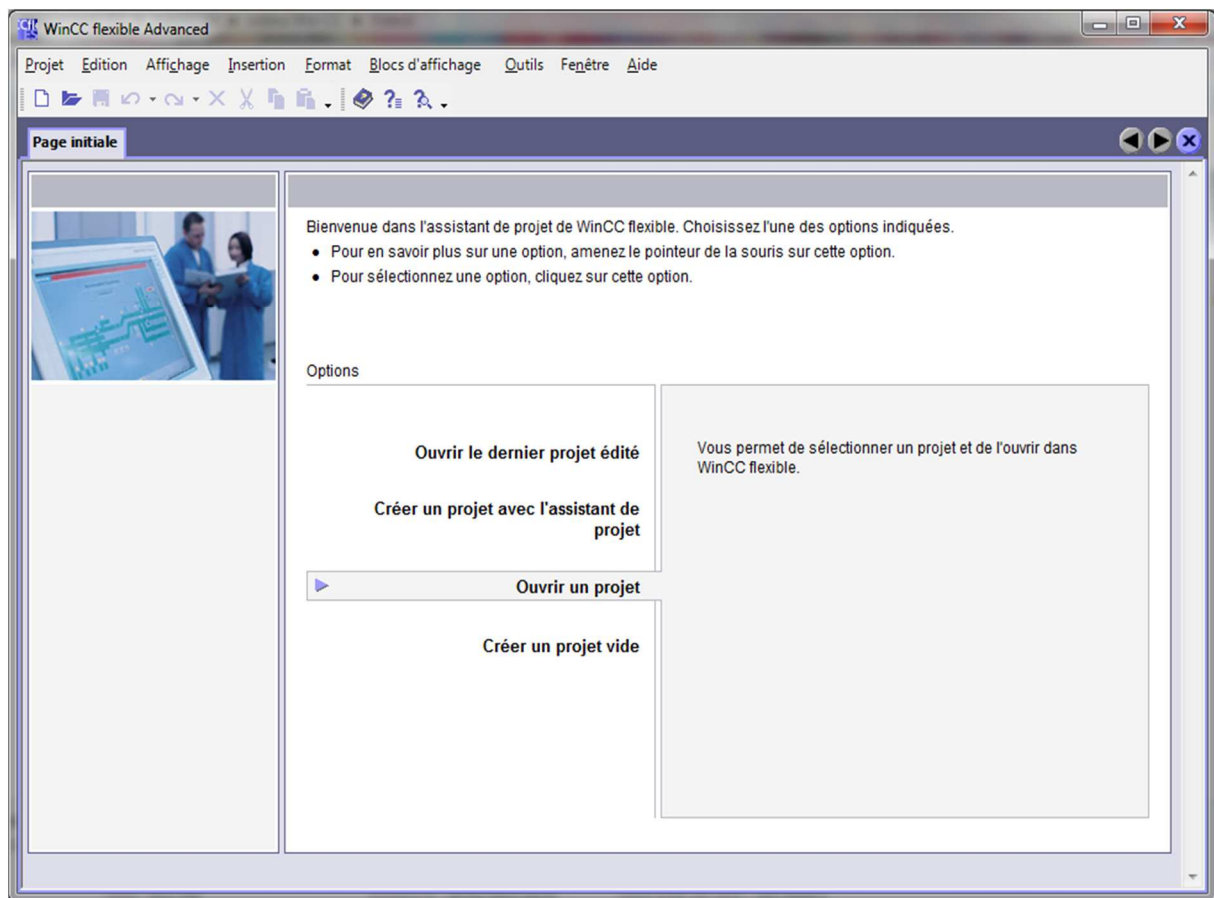 WinCC flexible Advanced
Projet Edition Affichage Insertion Format Blocs d'affichage Outils Fenêtre Aide
Page initiale
Bienvenue dans l'assistant de projet de WinCC flexible. Choisissez l'une des options indiquées.
• Pour en savoir plus sur une option, amenez le pointeur de la souris sur cette option.
• Pour sélectionnez une option, cliquez sur cette option.
Options
Ouvrir le dernier projet édité
Créer un projet avec l'assistant de
projet
Ouvrir un projet
Créer un projet vide
Vous permet de sélectionner un projet et de l'ouvrir dans
WinCC flexible.